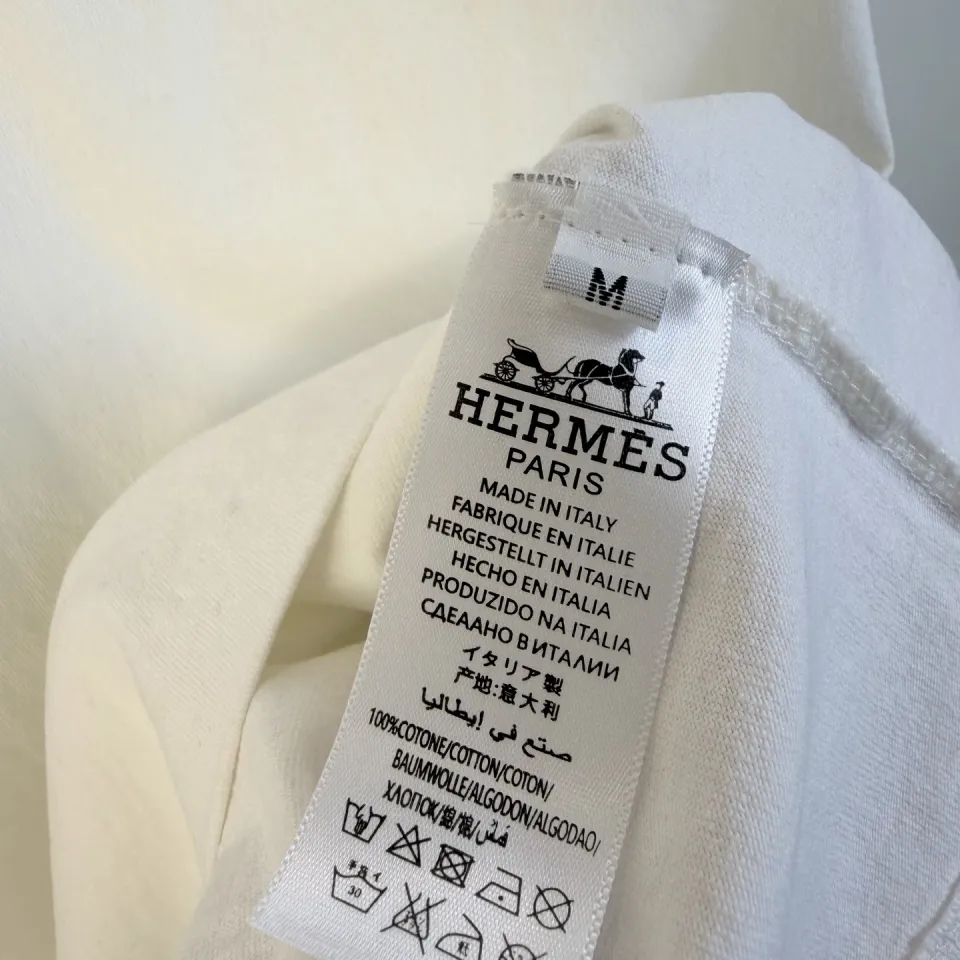 M
HERMÈS
PARIS
MADE IN ITALY
FABRIQUE EN ITALIE
HERGESTELLT IN ITALIEN
HECHO EN ITALIA
PRODUZIDO NA ITALIA
СДЕААНО В ИТАЛИИ
イタリア製
产地:意大利
صتع في إيطاليا
100%COTONE/COTTON/COTON/
BAUMWOLLE/ALGODON/ALGODAO/
ХЛОПОК/綿/棉/
30